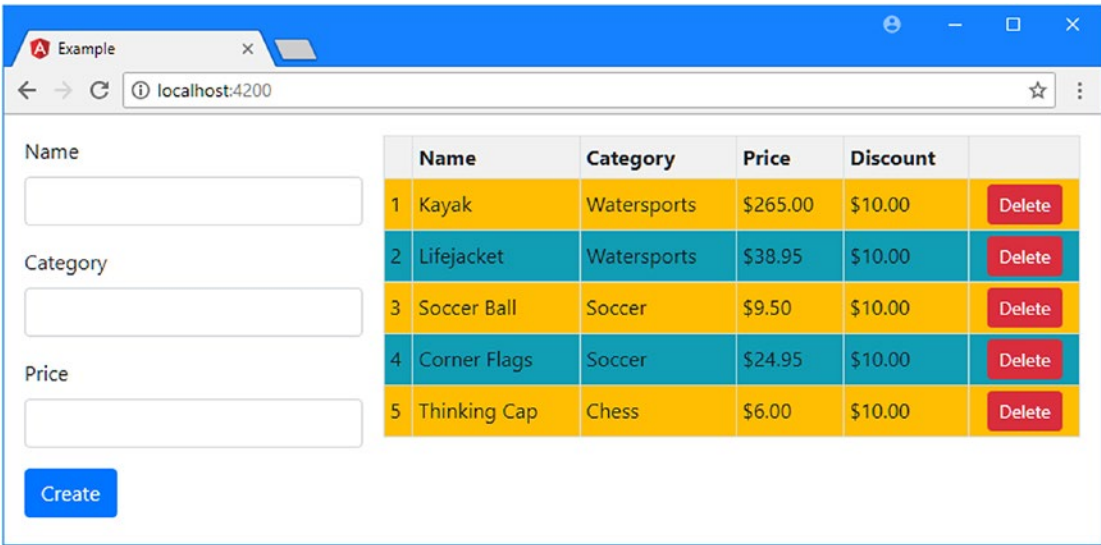 Example
localhost:4200
Name
Category
Price
Create
Name Category Price Discount
1 Kayak Watersports $265.00 $10.00 Delete
2 Lifejacket Watersports $38.95 $10.00 Delete
3 Soccer Ball Soccer $9.50 $10.00 Delete
4 Corner Flags Soccer $24.95 $10.00 Delete
5 Thinking Cap Chess $6.00 $10.00 Delete